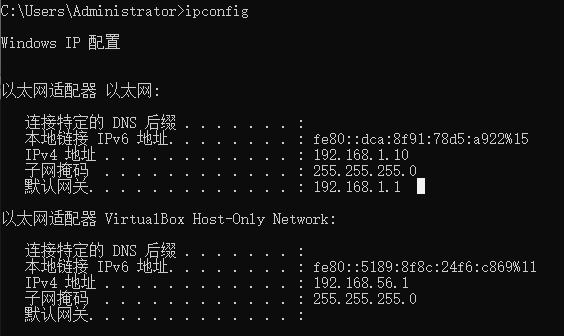 C:\Users\Administrator>ipconfig
Windows IP 配置
以太网适配器 以太网:
连接特定的 DNS 后缀 . . . . . . . :
本地链接 IPv6 地址. . . . . . . . : fe80::dca:8f91:78d5:a922%15
IPv4 地址 . . . . . . . . . . . . : 192.168.1.10
子网掩码  . . . . . . . . . . . . : 255.255.255.0
默认网关. . . . . . . . . . . . . : 192.168.1.1
以太网适配器 VirtualBox Host-Only Network:
连接特定的 DNS 后缀 . . . . . . . :
本地链接 IPv6 地址. . . . . . . . : fe80::5189:8f8c:24f6:c869%11
IPv4 地址 . . . . . . . . . . . . : 192.168.56.1
子网掩码  . . . . . . . . . . . . : 255.255.255.0
默认网关. . . . . . . . . . . . . :